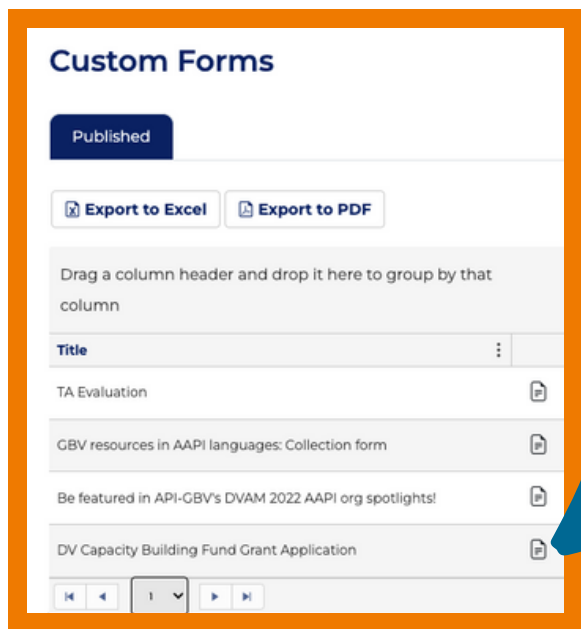 Custom Forms
Published
Export to Excel Export to PDF
Drag a column header and drop it here to group by that
column
Title
TA Evaluation
GBV resources in AAPI languages: Collection form
Be featured in API-GBV's DVAM 2022 AAPI org spotlights!
DV Capacity Building Fund Grant Application
1